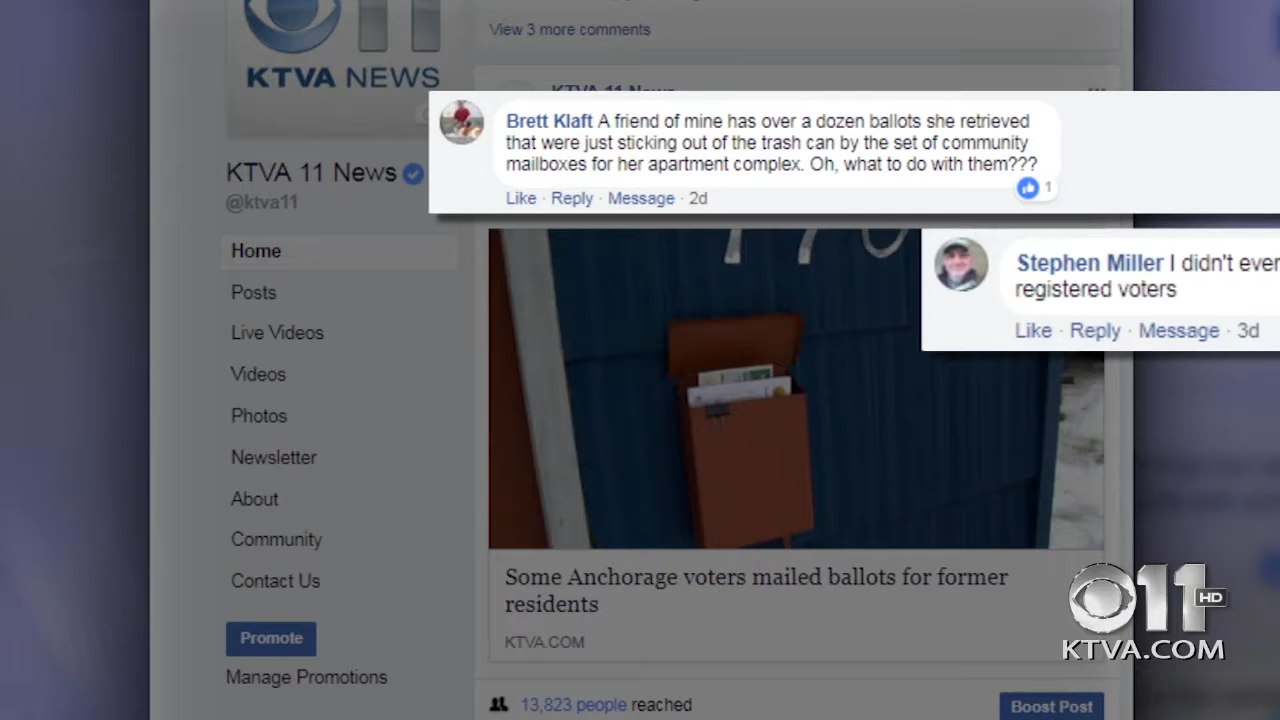 11
KTVA NEWS
KTVA 11 News
@ktva11
Home
Posts
Live Videos
Videos
Photos
Newsletter
About
Community
Contact Us
Promote
Manage Promotions
View 3 more comments
KTVA 11 News
Brett Klaft A friend of mine has over a dozen ballots she retrieved
that were just sticking out of the trash can by the set of community
mailboxes for her apartment complex. Oh, what to do with them???
Like · Reply · Message · 2d
1
Stephen Miller I didn't ever
registered voters
Like · Reply · Message · 3d
Some Anchorage voters mailed ballots for former
residents
KTVA.COM
13,823 people reached
Boost Post
11 HD
KTVA.COM